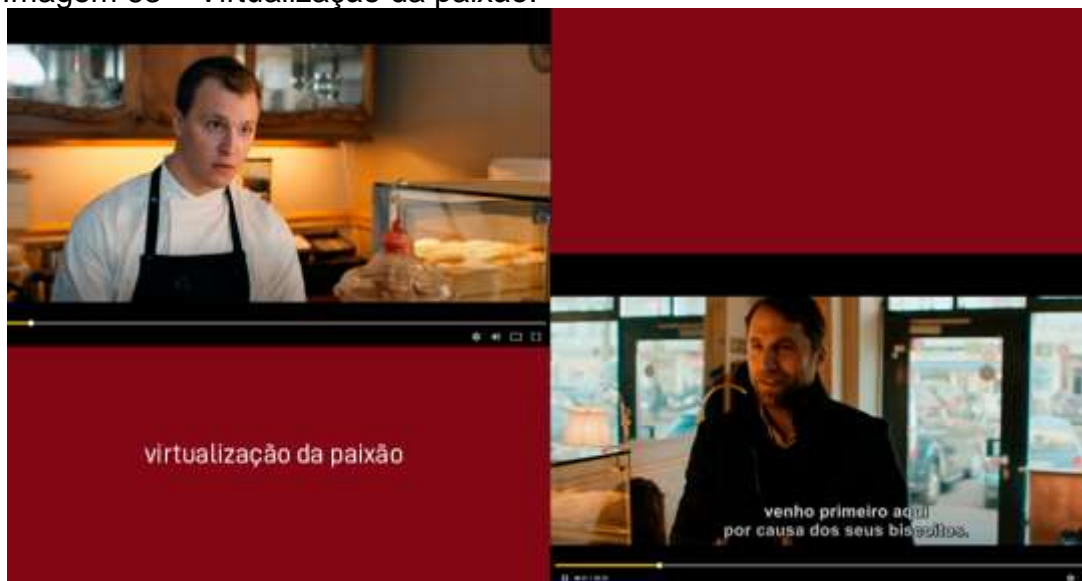 virtualização da paixão
venho primeiro aqui
por causa dos seus biscoitos.